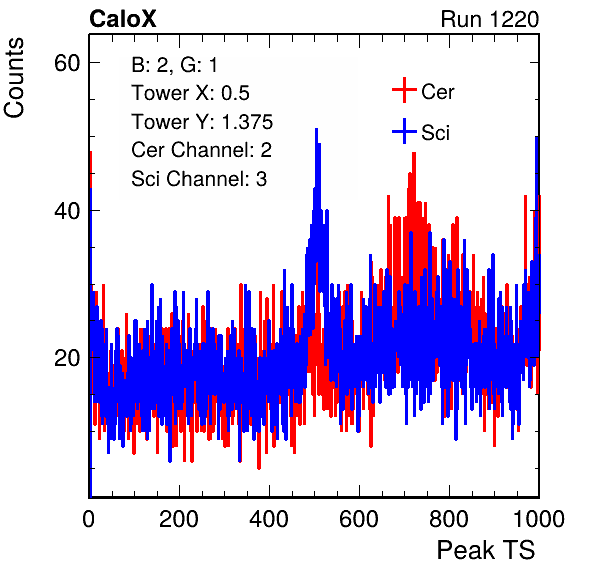 CaloX Run 1220
Counts
60
40
20
B: 2, G: 1
Tower X: 0.5
Tower Y: 1.375
Cer Channel: 2
Sci Channel: 3
Cer
Sci
0 200 400 600 800 1000
Peak TS